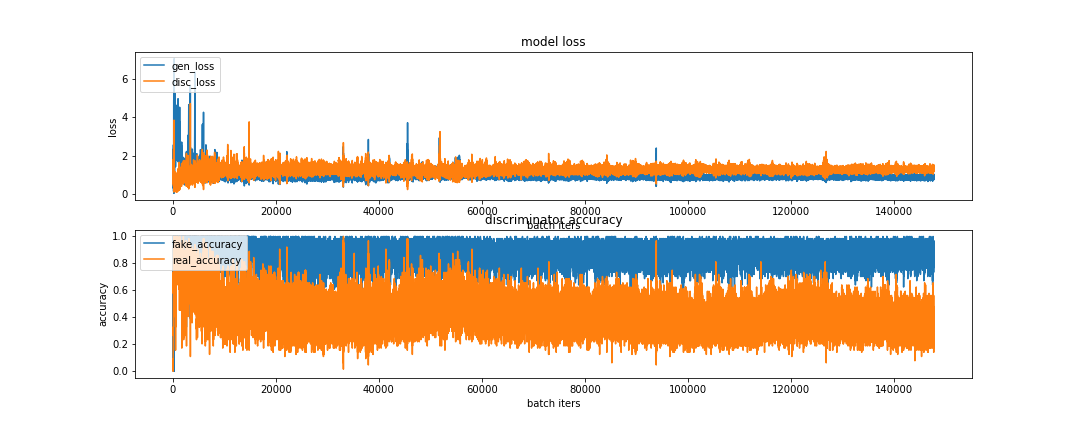 model loss
gen_loss
disc_loss
loss
6
4
2
0
0 20000 40000 60000 80000 100000 120000 140000
batch iters
discriminator accuracy
fake_accuracy
real_accuracy
accuracy
1.0
0.8
0.6
0.4
0.2
0.0
0 20000 40000 60000 80000 100000 120000 140000
batch iters